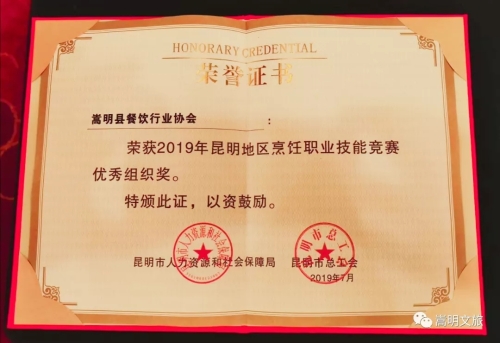 HONORARY CREDENTIAL
荣誉证书
嵩明县餐饮行业协会：
荣获2019年昆明地区烹饪职业技能竞赛
优秀组织奖。
特颁此证，以资鼓励。
昆明市人力资源和社会保障局 昆明市总工会
2019年7月
嵩明文旅